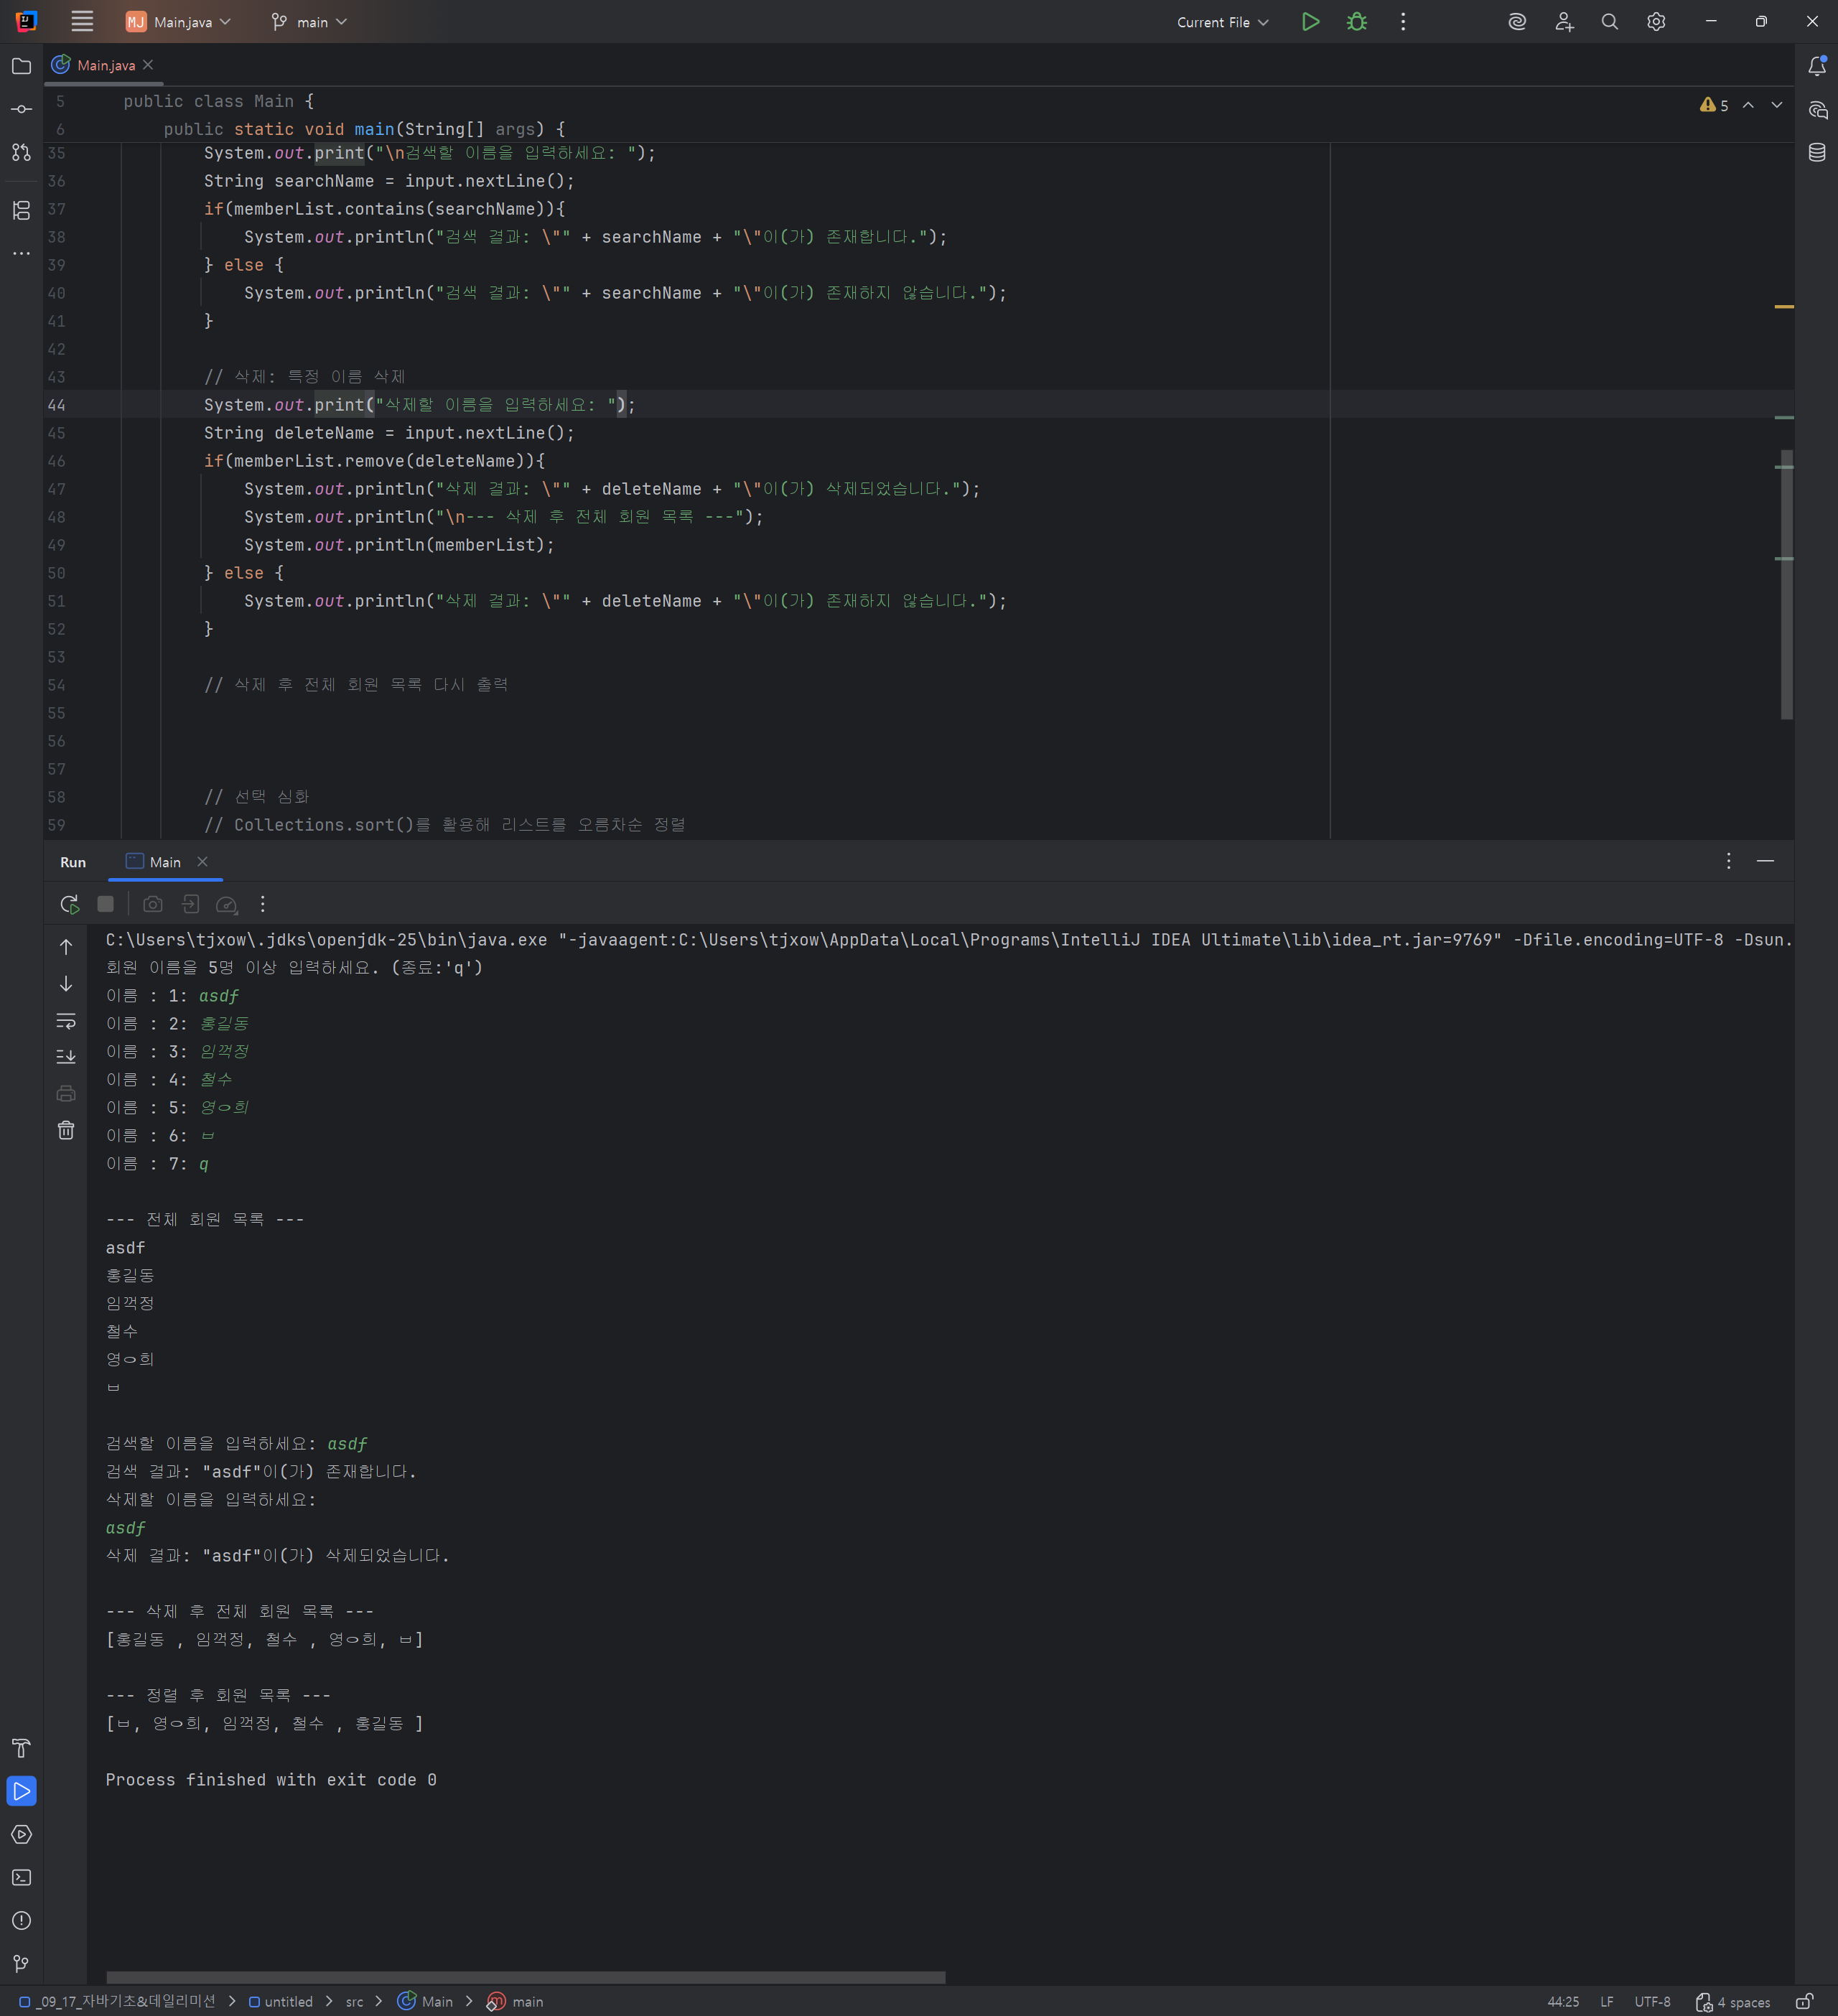 MJ Main.java main Current File
Main.java
5 public class Main {
6 public static void main(String[] args) {
5
35 System.out.print("\n검색할 이름을 입력하세요: ");
36 String searchName = input.nextLine();
37 if(memberList.contains(searchName)){
38 System.out.println("검색 결과: \"" + searchName + "\"이(가) 존재합니다.");
39 } else {
40 System.out.println("검색 결과: \"" + searchName + "\"이(가) 존재하지 않습니다.");
41 }
42
43 // 삭제: 특정 이름 삭제
44 System.out.print("삭제할 이름을 입력하세요: ");
45 String deleteName = input.nextLine();
46 if(memberList.remove(deleteName)){
47 System.out.println("삭제 결과: \"" + deleteName + "\"이(가) 삭제되었습니다.");
48 System.out.println("\n--- 삭제 후 전체 회원 목록 ---");
49 System.out.println(memberList);
50 } else {
51 System.out.println("삭제 결과: \"" + deleteName + "\"이(가) 존재하지 않습니다.");
52 }
53
54 // 삭제 후 전체 회원 목록 다시 출력
55
56
57
58 // 선택 심화
59 // Collections.sort()를 활용해 리스트를 오름차순 정렬
Run Main
C:\Users\tjxow\.jdks\openjdk-25\bin\java.exe "-javaagent:C:\Users\tjxow\AppData\Local\Programs\IntelliJ IDEA Ultimate\lib\idea_rt.jar=9769" -Dfile.encoding=UTF-8 -Dsun.
회원 이름을 5명 이상 입력하세요. (종료:'q')
이름 : 1: asdf
이름 : 2: 홍길동
이름 : 3: 임꺽정
이름 : 4: 철수
이름 : 5: 영ㅇ희
이름 : 6: ㅂ
이름 : 7: q
--- 전체 회원 목록 ---
asdf
홍길동
임꺽정
철수
영ㅇ희
ㅂ
검색할 이름을 입력하세요: asdf
검색 결과: "asdf"이(가) 존재합니다.
삭제할 이름을 입력하세요:
asdf
삭제 결과: "asdf"이(가) 삭제되었습니다.
--- 삭제 후 전체 회원 목록 ---
[홍길동 , 임꺽정, 철수 , 영ㅇ희, ㅂ]
--- 정렬 후 회원 목록 ---
[ㅂ, 영ㅇ희, 임꺽정, 철수 , 홍길동 ]
Process finished with exit code 0
_09_17_자바기초&데일리미션 > untitled > src > Main > main 44:25 LF UTF-8 4 spaces